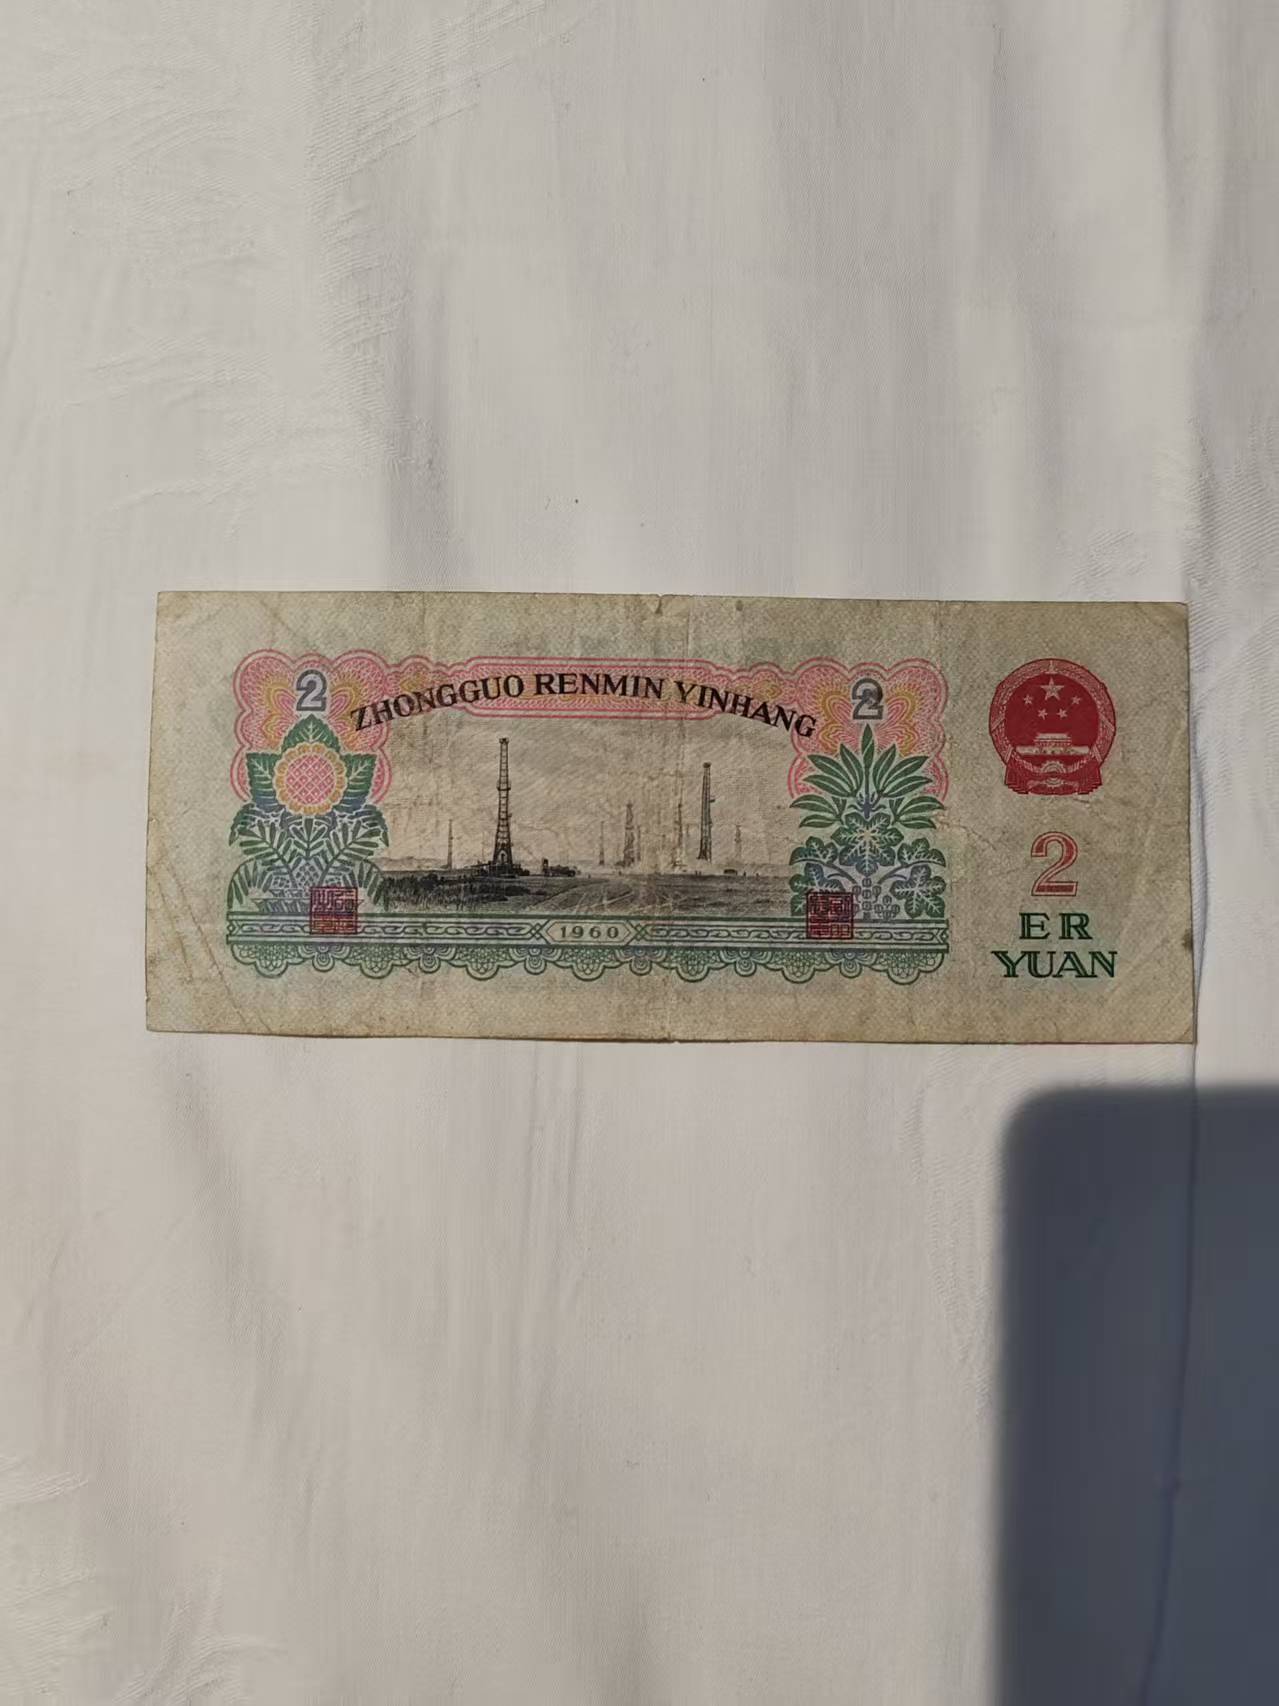 2
ZHONGGUO RENMIN YINHANG
2
1960
2
ER
YUAN